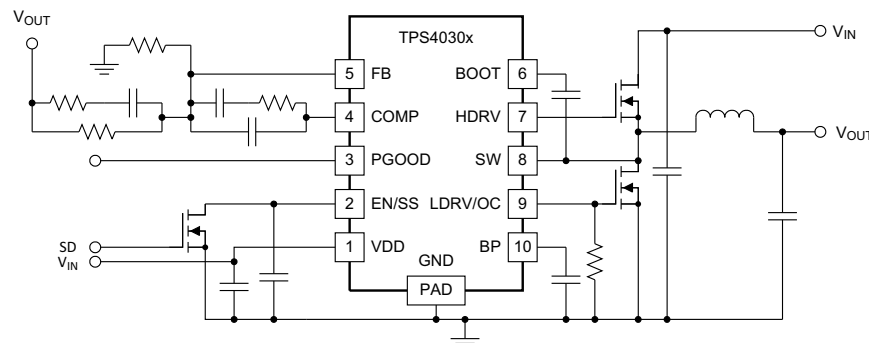 VOUT
TPS4030x
VIN
5 FB BOOT 6
4 COMP HDRV 7
VOUT
3 PGOOD SW 8
2 EN/SS LDRV/OC 9
SD
VIN
1 VDD BP 10
GND
PAD